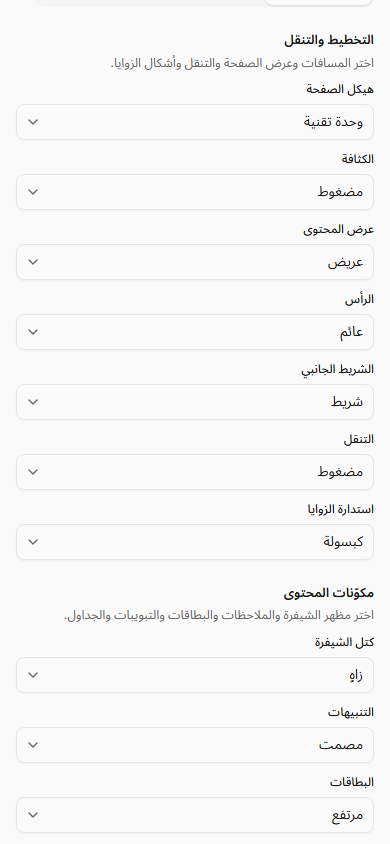 التخطيط والتنقل
اختر المسافات وعرض الصفحة والتنقل وأشكال الزوايا.
هيكل الصفحة
وحدة تقنية
الكثافة
مضغوط
عرض المحتوى
عريض
الرأس
عائم
الشريط الجانبي
شريط
التنقل
مضغوط
استدارة الزوايا
كبسولة
مكوّنات المحتوى
اختر مظهر الشيفرة والملاحظات والبطاقات والتبويبات والجداول.
كتل الشيفرة
زاهٍ
التنبيهات
مصمت
البطاقات
مرتفع